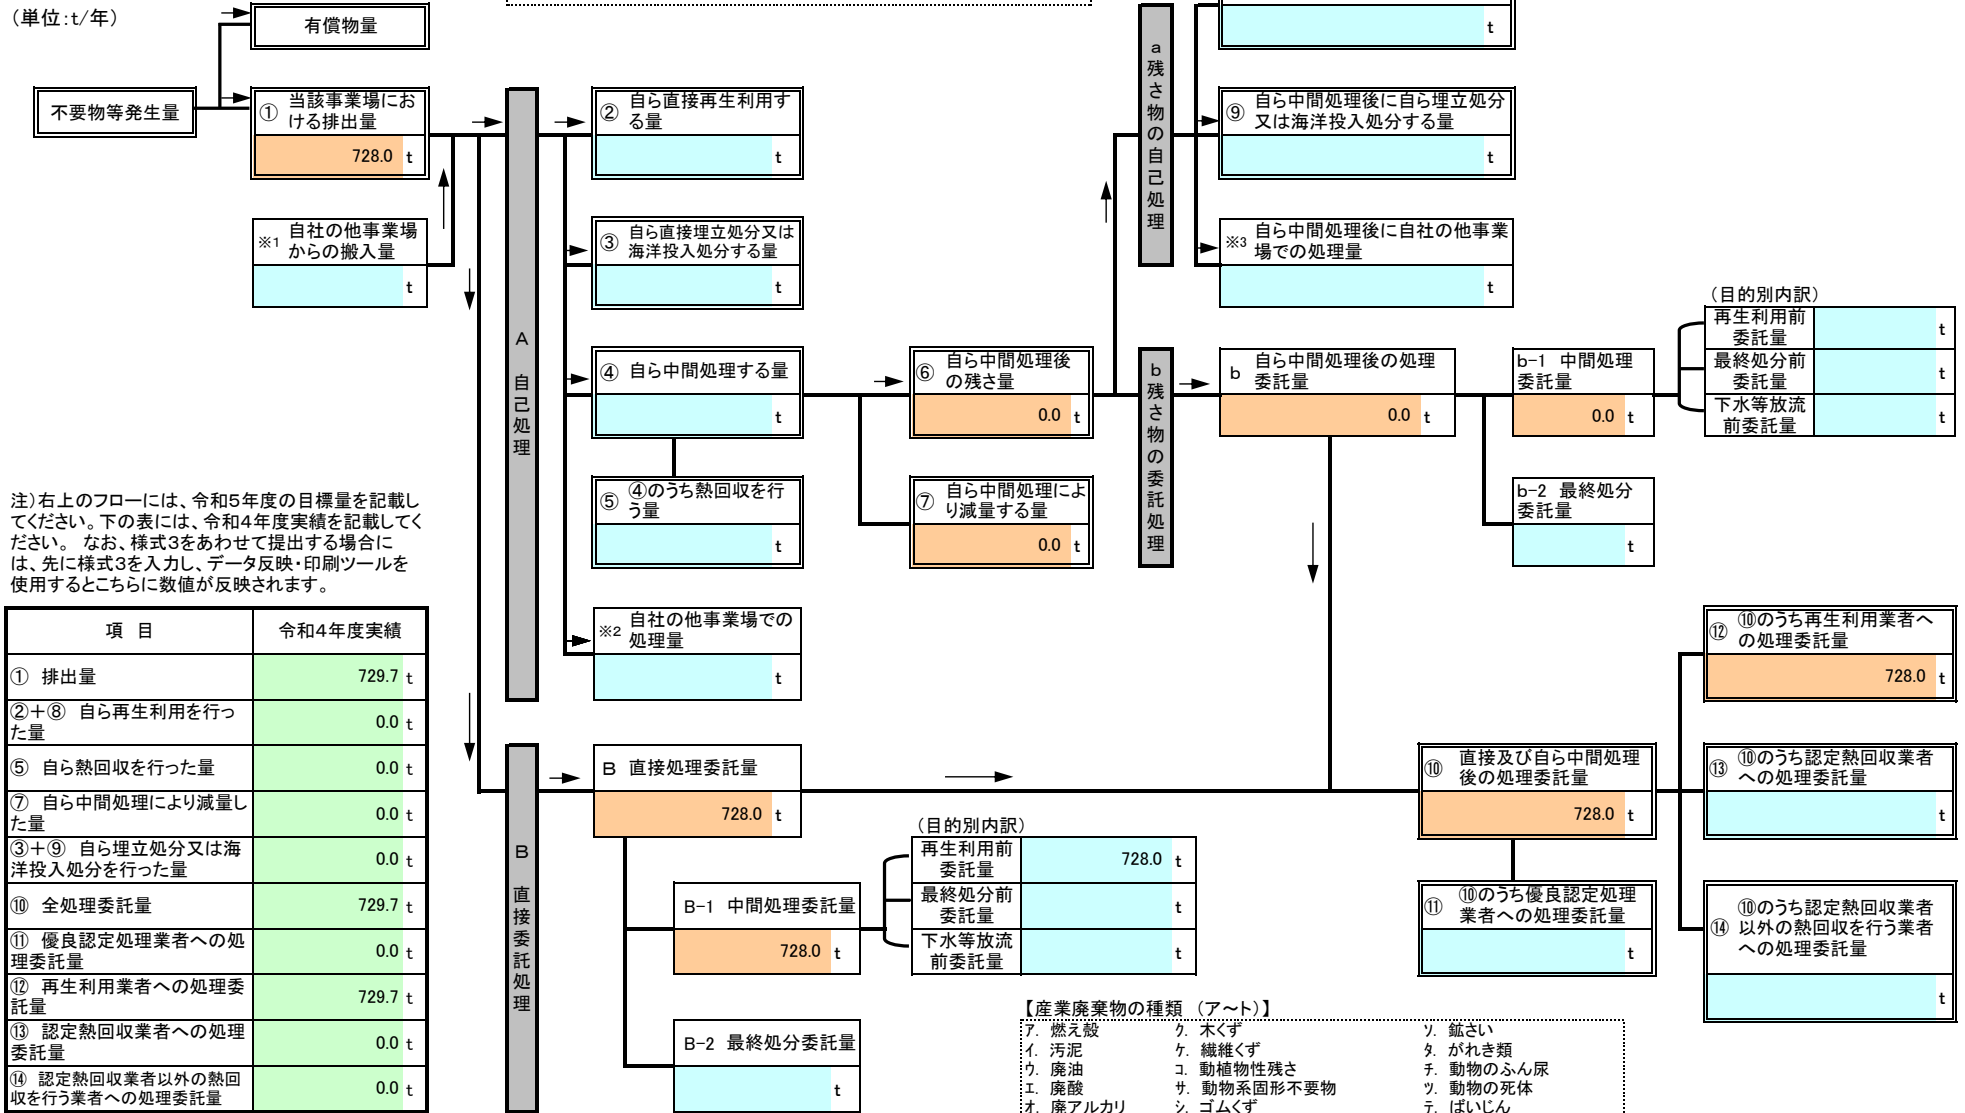 (単位:t/年)
有償物量
不要物等発生量
① 当該事業場にお
ける排出量
728.0 t
※1 自社の他事業場
からの搬入量
t
A 自己処理
② 自ら直接再生利用す
る量
t
③ 自ら直接埋立処分又は
海洋投入処分する量
t
④ 自ら中間処理する量
t
⑤ ④のうち熱回収を行
う量
t
※2 自社の他事業場での
処理量
t
⑥ 自ら中間処理後
の残さ量
0.0 t
⑦ 自ら中間処理によ
り減量する量
0.0 t
a 残さ物の自己処理
t
⑨ 自ら中間処理後に自ら埋立処分
又は海洋投入処分する量
t
※3 自ら中間処理後に自社の他事業
場での処理量
t
b 残さ物の委託処理
b 自ら中間処理後の処理
委託量
0.0 t
b-1 中間処理
委託量
0.0 t
(目的別内訳)
再生利用前
委託量
t
最終処分前
委託量
t
下水等放流
前委託量
t
b-2 最終処分
委託量
t
注)右上のフローには、令和5年度の目標量を記載し
てください。下の表には、令和4年度実績を記載してく
ださい。 なお、様式3をあわせて提出する場合に
は、先に様式3を入力し、データ反映・印刷ツールを
使用するとこちらに数値が反映されます。
項 目 令和4年度実績
① 排出量 729.7 t
②+⑧ 自ら再生利用を行っ
た量 0.0 t
⑤ 自ら熱回収を行った量 0.0 t
⑦ 自ら中間処理により減量し
た量 0.0 t
③+⑨ 自ら埋立処分又は海
洋投入処分を行った量 0.0 t
⑩ 全処理委託量 729.7 t
⑪ 優良認定処理業者への処
理委託量 0.0 t
⑫ 再生利用業者への処理委
託量 729.7 t
⑬ 認定熱回収業者への処理
委託量 0.0 t
⑭ 認定熱回収業者以外の熱回
収を行う業者への処理委託量 0.0 t
B 直接委託処理
B 直接処理委託量
728.0 t
B-1 中間処理委託量
728.0 t
(目的別内訳)
再生利用前
委託量
728.0 t
最終処分前
委託量
t
下水等放流
前委託量
t
B-2 最終処分委託量
t
⑩ 直接及び自ら中間処理
後の処理委託量
728.0 t
⑪ ⑩のうち優良認定処理
業者への処理委託量
t
⑫ ⑩のうち再生利用業者へ
の処理委託量
728.0 t
⑬ ⑩のうち認定熱回収業者
への処理委託量
t
⑭ ⑩のうち認定熱回収業者
以外の熱回収を行う業者
への処理委託量
t
【産業廃棄物の種類 (ア~ト)】
ア. 燃え殻 ク. 木くず ソ. 鉱さい
イ. 汚泥 ケ. 繊維くず タ. がれき類
ウ. 廃油 コ. 動植物性残さ チ. 動物のふん尿
エ. 廃酸 サ. 動物系固形不要物 ツ. 動物の死体
オ. 廃アルカリ シ. ゴムくず テ. ばいじん